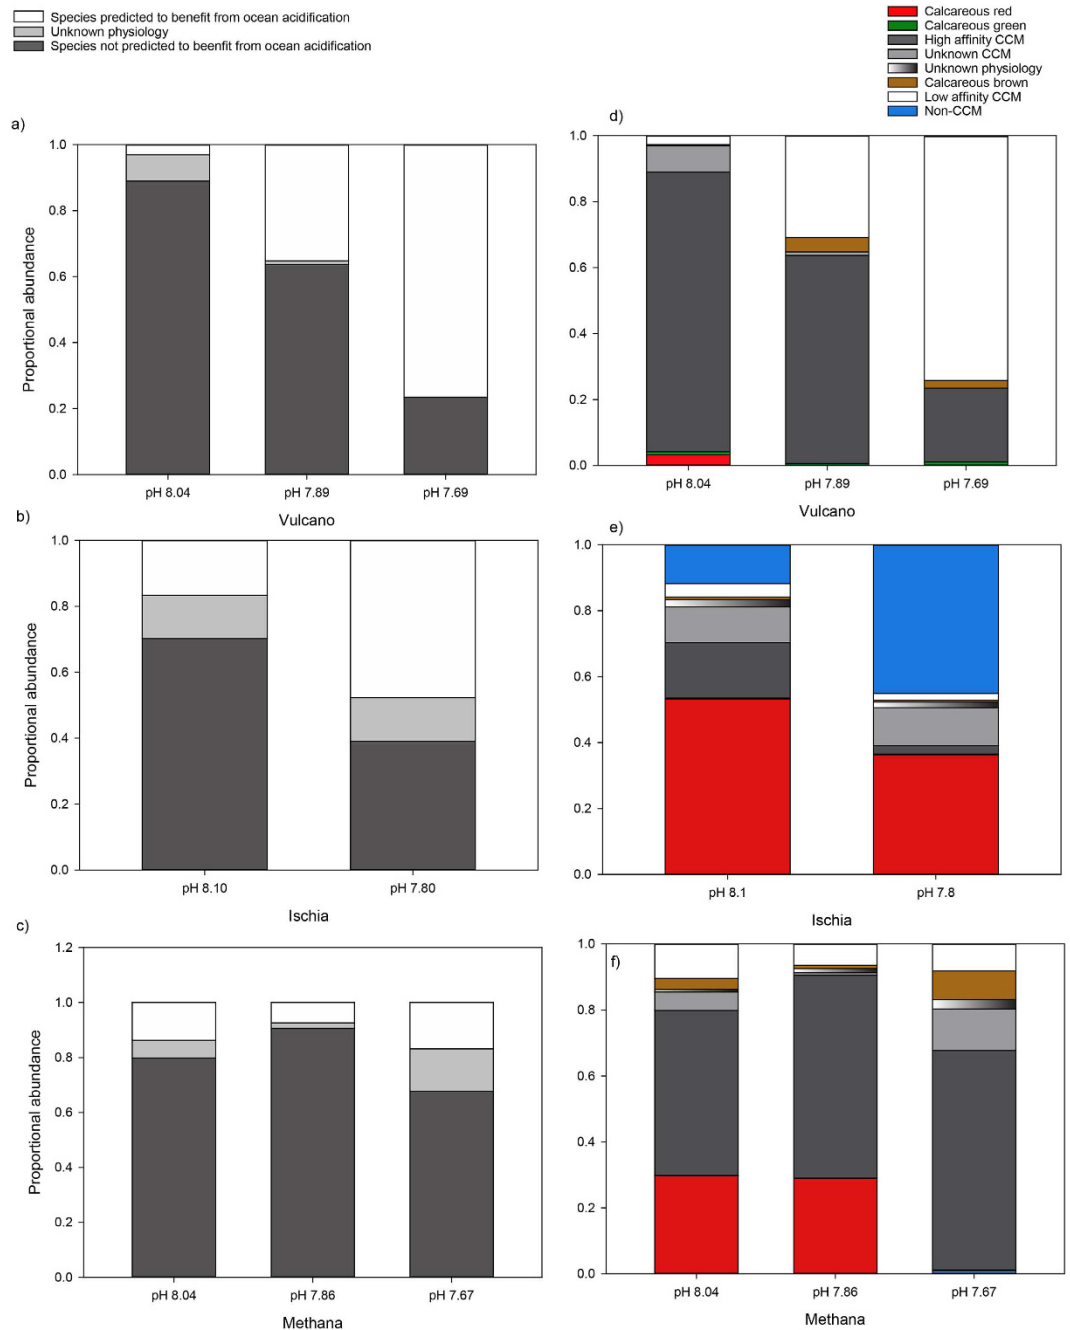 Species predicted to benefit from ocean acidification
Unknown physiology
Species not predicted to beenfit from ocean acidification
Calcareous red
Calcareous green
High affinity CCM
Unknown CCM
Unknown physiology
Calcareous brown
Low affinity CCM
Non-CCM
a)
1.0
0.8
0.6
0.4
0.2
0.0
Proportional abundance
pH 8.04 pH 7.89 pH 7.69
Vulcano
d)
1.0
0.8
0.6
0.4
0.2
0.0
pH 8.04 pH 7.89 pH 7.69
Vulcano
b)
1.0
0.8
0.6
0.4
0.2
0.0
Proportional abundance
pH 8.10 pH 7.80
Ischia
e)
1.0
0.8
0.6
0.4
0.2
0.0
pH 8.1 pH 7.8
Ischia
c)
1.2
1.0
0.8
0.6
0.4
0.2
0.0
Proportional abundance
pH 8.04 pH 7.86 pH 7.67
Methana
f)
1.0
0.8
0.6
0.4
0.2
0.0
pH 8.04 pH 7.86 pH 7.67
Methana